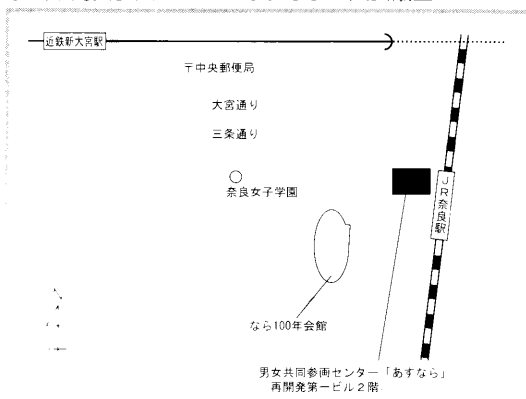 近鉄新大宮駅
〒中央郵便局
大宮通り
三条通り
奈良女子学園
JR奈良駅
なら100年会館
男女共同参画センター「あすなら」
再開発第一ビル2階